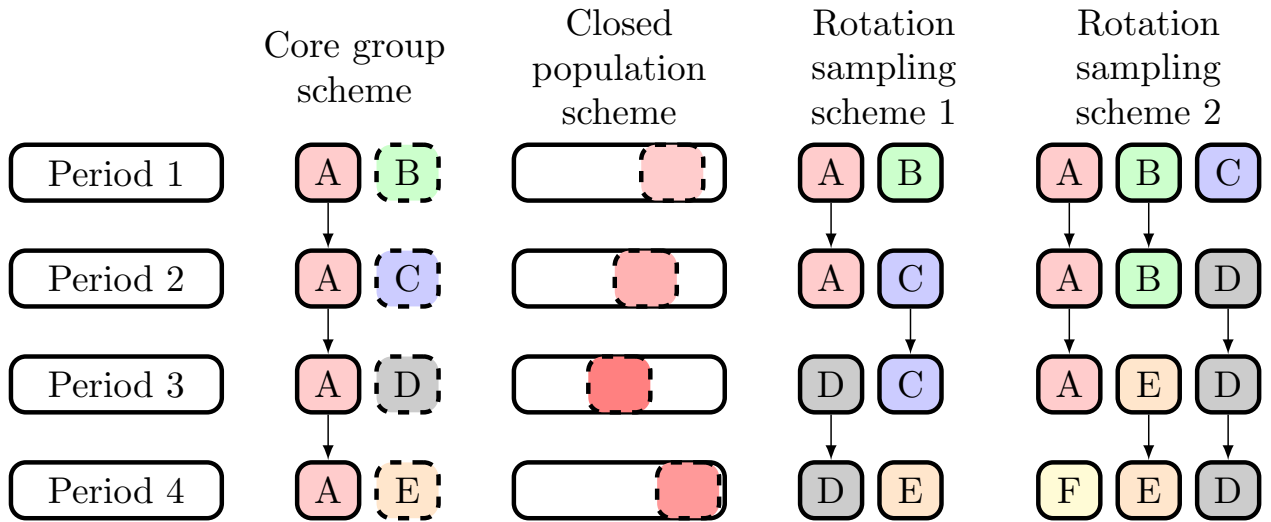 Core group
scheme
Closed
population
scheme
Rotation
sampling
scheme 1
Rotation
sampling
scheme 2
Period 1
A B
A B
A B C
Period 2
A C
A C
A B D
Period 3
A D
D C
A E D
Period 4
A E
D E
F E D